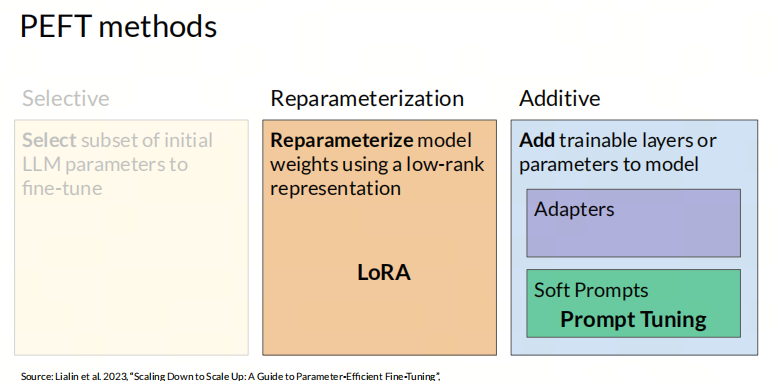 PEFT methods
Selective
Select subset of initial
LLM parameters to
fine-tune
Reparameterization
Reparameterize model
weights using a low-rank
representation
LoRA
Additive
Add trainable layers or
parameters to model
Adapters
Soft Prompts
Prompt Tuning
Source: Lialin et al. 2023, “Scaling Down to Scale Up: A Guide to Parameter-Efficient Fine-Tuning”,